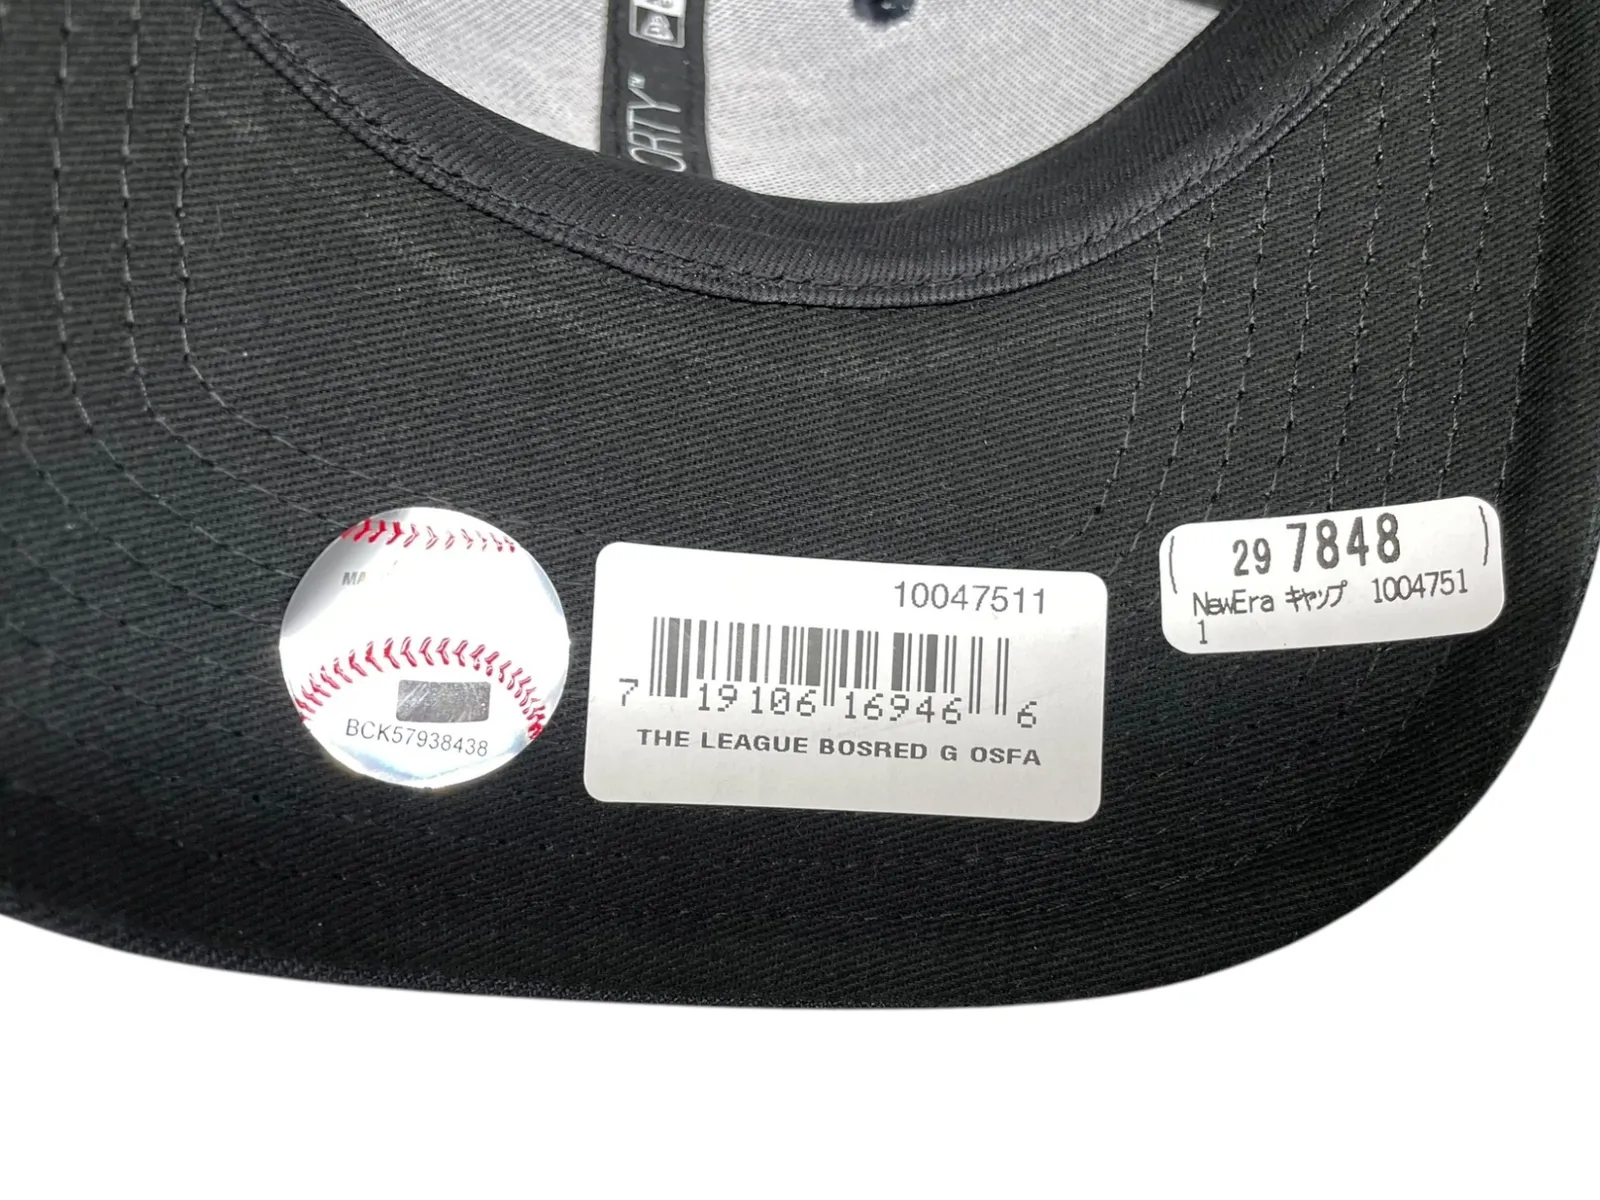 ORTY™
BCK57938438
10047511
7 19106 16946 6
THE LEAGUE BOSRED G OSFA
29 7848
NewEra キャップ 1004751
1